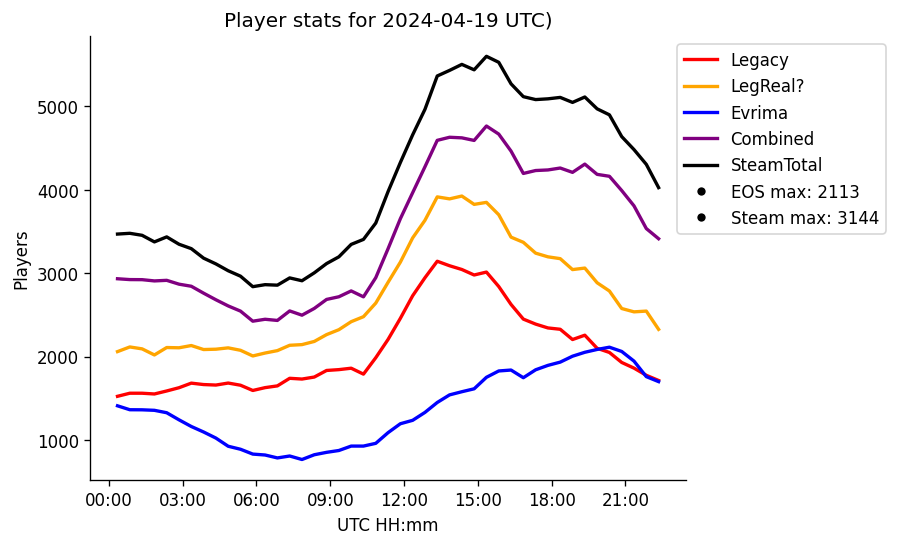 Player stats for 2024-04-19 UTC)
Legacy
LegReal?
Evrima
Combined
SteamTotal
EOS max: 2113
Steam max: 3144
Players
5000
4000
3000
2000
1000
00:00 03:00 06:00 09:00 12:00 15:00 18:00 21:00
UTC HH:mm